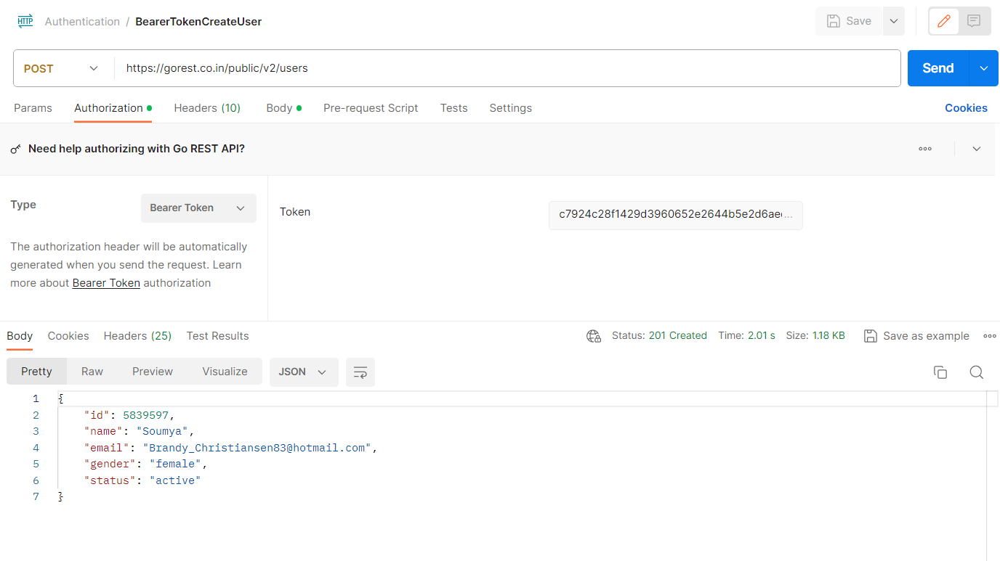 HTTP Authentication / BearerTokenCreateUser Save
POST https://gorest.co.in/public/v2/users Send
Params Authorization Headers (10) Body Pre-request Script Tests Settings Cookies
Need help authorizing with Go REST API?
Type Bearer Token Token c7924c28f1429d3960652e2644b5e2d6ae...
The authorization header will be automatically
generated when you send the request. Learn
more about Bearer Token authorization
Body Cookies Headers (25) Test Results Status: 201 Created Time: 2.01 s Size: 1.18 KB Save as example
Pretty Raw Preview Visualize JSON
1 {
2 "id": 5839597,
3 "name": "Soumya",
4 "email": "Brandy_Christiansen83@hotmail.com",
5 "gender": "female",
6 "status": "active"
7 }